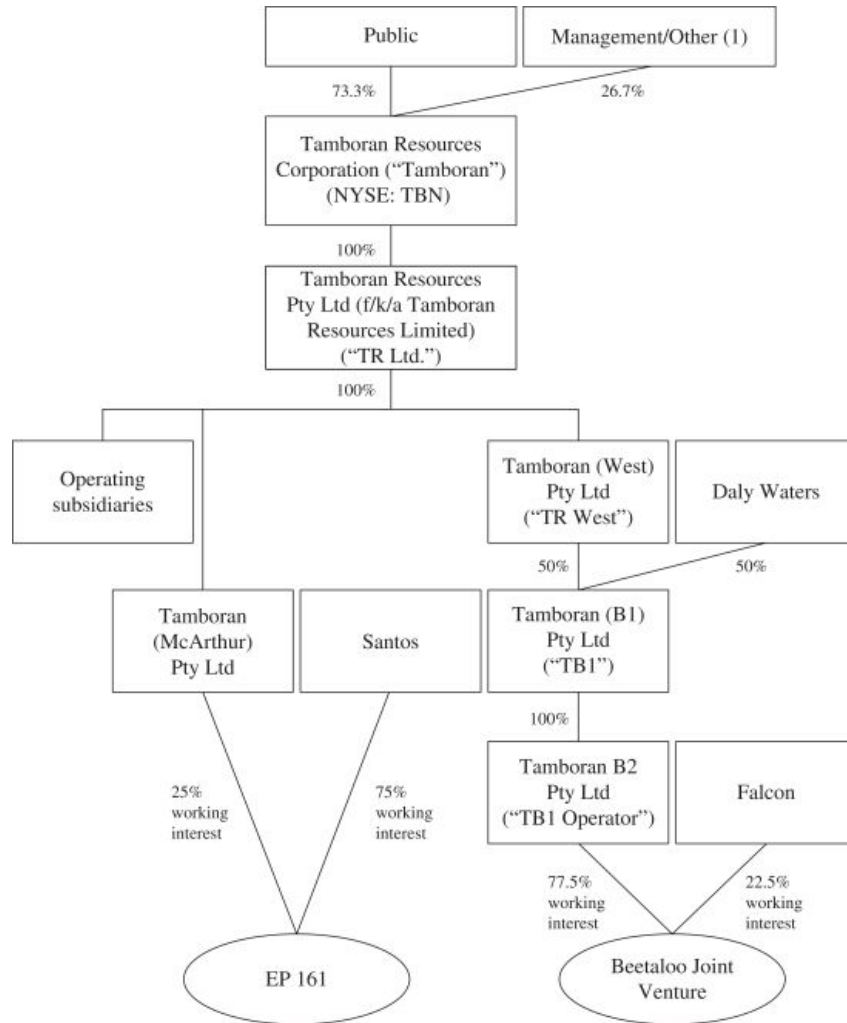 Public
Management/Other (1)
73.3%
26.7%
Tamboran Resources
Corporation (“Tamboran”)
(NYSE: TBN)
100%
Tamboran Resources
Pty Ltd (f/k/a Tamboran
Resources Limited)
(“TR Ltd.”)
100%
Operating
subsidiaries
Tamboran (West)
Pty Ltd
(“TR West”)
Daly Waters
50%
50%
Tamboran
(McArthur)
Pty Ltd
Santos
Tamboran (B1)
Pty Ltd
(“TB1”)
100%
Tamboran B2
Pty Ltd
(“TB1 Operator”)
Falcon
25%
working
interest
75%
working
interest
77.5%
working
interest
22.5%
working
interest
EP 161
Beetaloo Joint
Venture